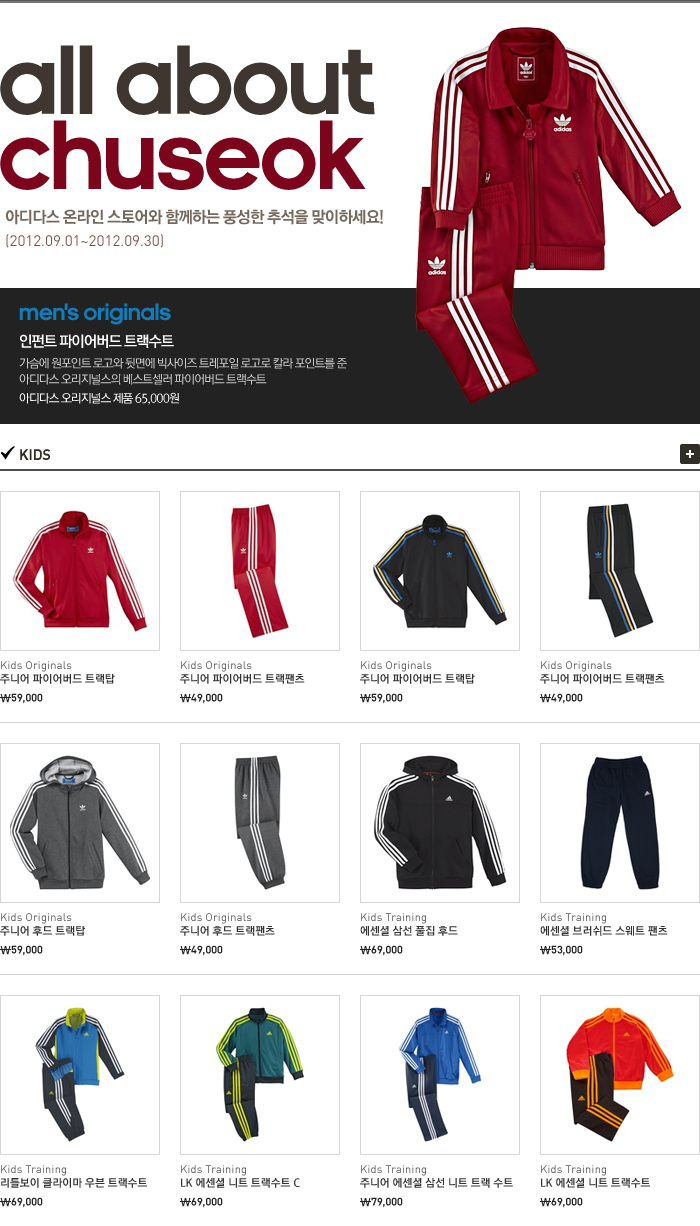 all about
chuseok
아디다스 온라인 스토어와 함께하는 풍성한 추석을 맞이하세요!
(2012.09.01~2012.09.30)
adidas
adidas
adidas
men's originals
인펀트 파이어버드 트랙수트
가슴에 원포인트 로고와 뒷면에 빅사이즈 트레포일 로고로 칼라 포인트를 준
아디다스 오리지널스의 베스트셀러 파이어버드 트랙수트
아디다스 오리지널스 제품 65,000원
KIDS
Kids Originals
주니어 파이어버드 트랙탑
₩59,000
Kids Originals
주니어 파이어버드 트랙팬츠
₩49,000
Kids Originals
주니어 파이어버드 트랙탑
₩59,000
Kids Originals
주니어 파이어버드 트랙팬츠
₩49,000
Kids Originals
주니어 후드 트랙탑
₩59,000
Kids Originals
주니어 후드 트랙팬츠
₩49,000
Kids Training
에센셜 삼선 풀집 후드
₩69,000
Kids Training
에센셜 브러쉬드 스웨트 팬츠
₩53,000
Kids Training
리틀보이 클라이마 우븐 트랙수트
₩69,000
Kids Training
LK 에센셜 니트 트랙수트 C
₩69,000
Kids Training
주니어 에센셜 삼선 니트 트랙 수트
₩79,000
Kids Training
LK 에센셜 니트 트랙수트
₩69,000